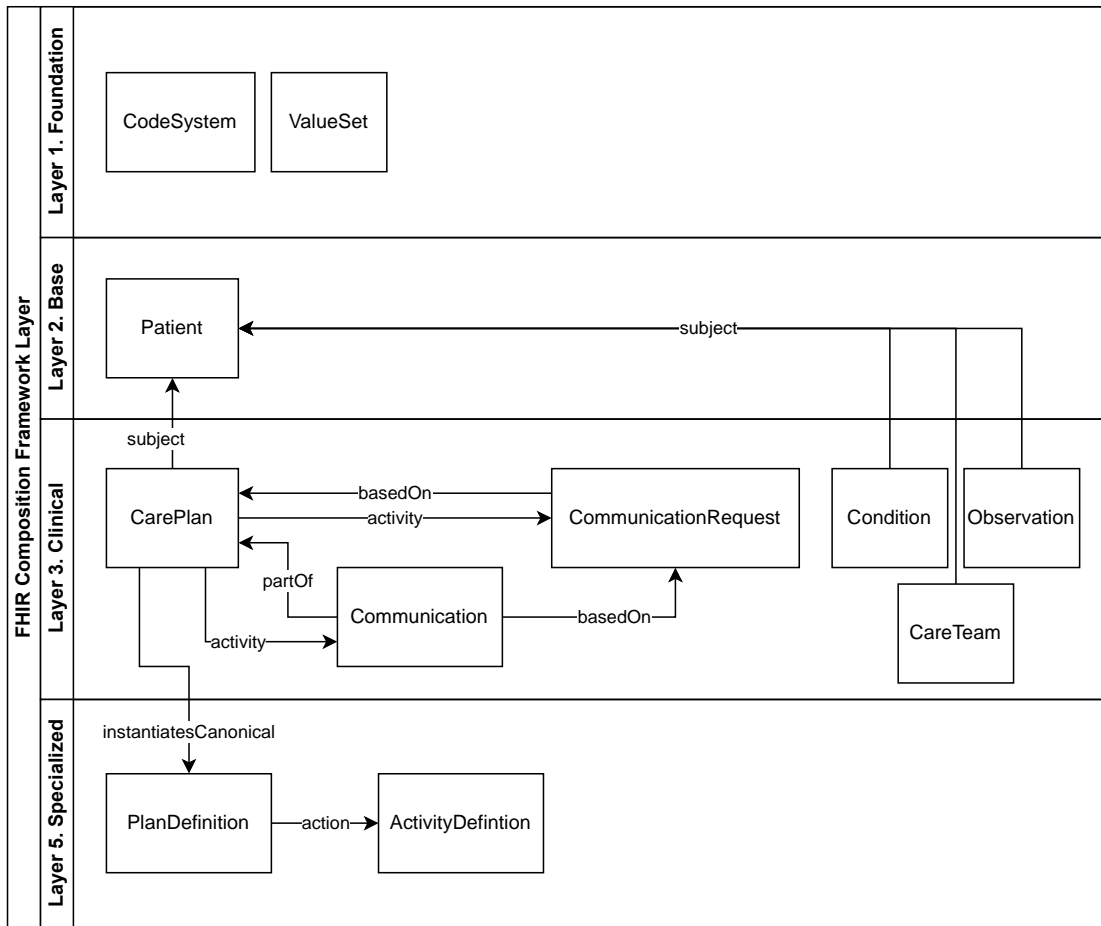 FHIR Composition Framework Layer
Layer 1. Foundation
CodeSystem
ValueSet
Layer 2. Base
Patient
subject
subject
Layer 3. Clinical
CarePlan
basedOn
activity
CommunicationRequest
Condition
Observation
partOf
activity
Communication
basedOn
CareTeam
Layer 5. Specialized
instantiatesCanonical
PlanDefinition
action
ActivityDefintion